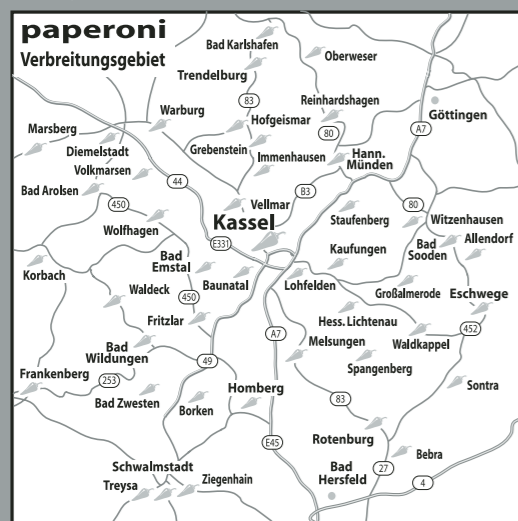 paperoni
Verbreitungsgebiet
Bad Karlshafen
Oberweser
Trendelburg
83
Reinhardshagen
Göttingen
Warburg
Hofgeismar
Marsberg
80
A7
Diemelstadt
Grebenstein
Immenhausen
Hann.
Münden
Volkmarsen
44
Bad Arolsen
B3
450
Vellmar
80
Wolfhagen
Kassel
Staufenberg
Witzenhausen
E331
Kaufungen
Bad
Sooden
Allendorf
Bad
Emstal
Korbach
Baunatal
Lohfelden
Waldeck
450
Großalmerode
Eschwege
Fritzlar
Hess. Lichtenau
452
A7
Bad
Wildungen
Melsungen
Waldkappel
49
Spangenberg
Frankenberg
253
Homberg
Sontra
Bad Zwesten
Borken
83
Rotenburg
E45
Bebra
Schwalmstadt
Bad
Hersfeld
27
Treysa
Ziegenhain
4